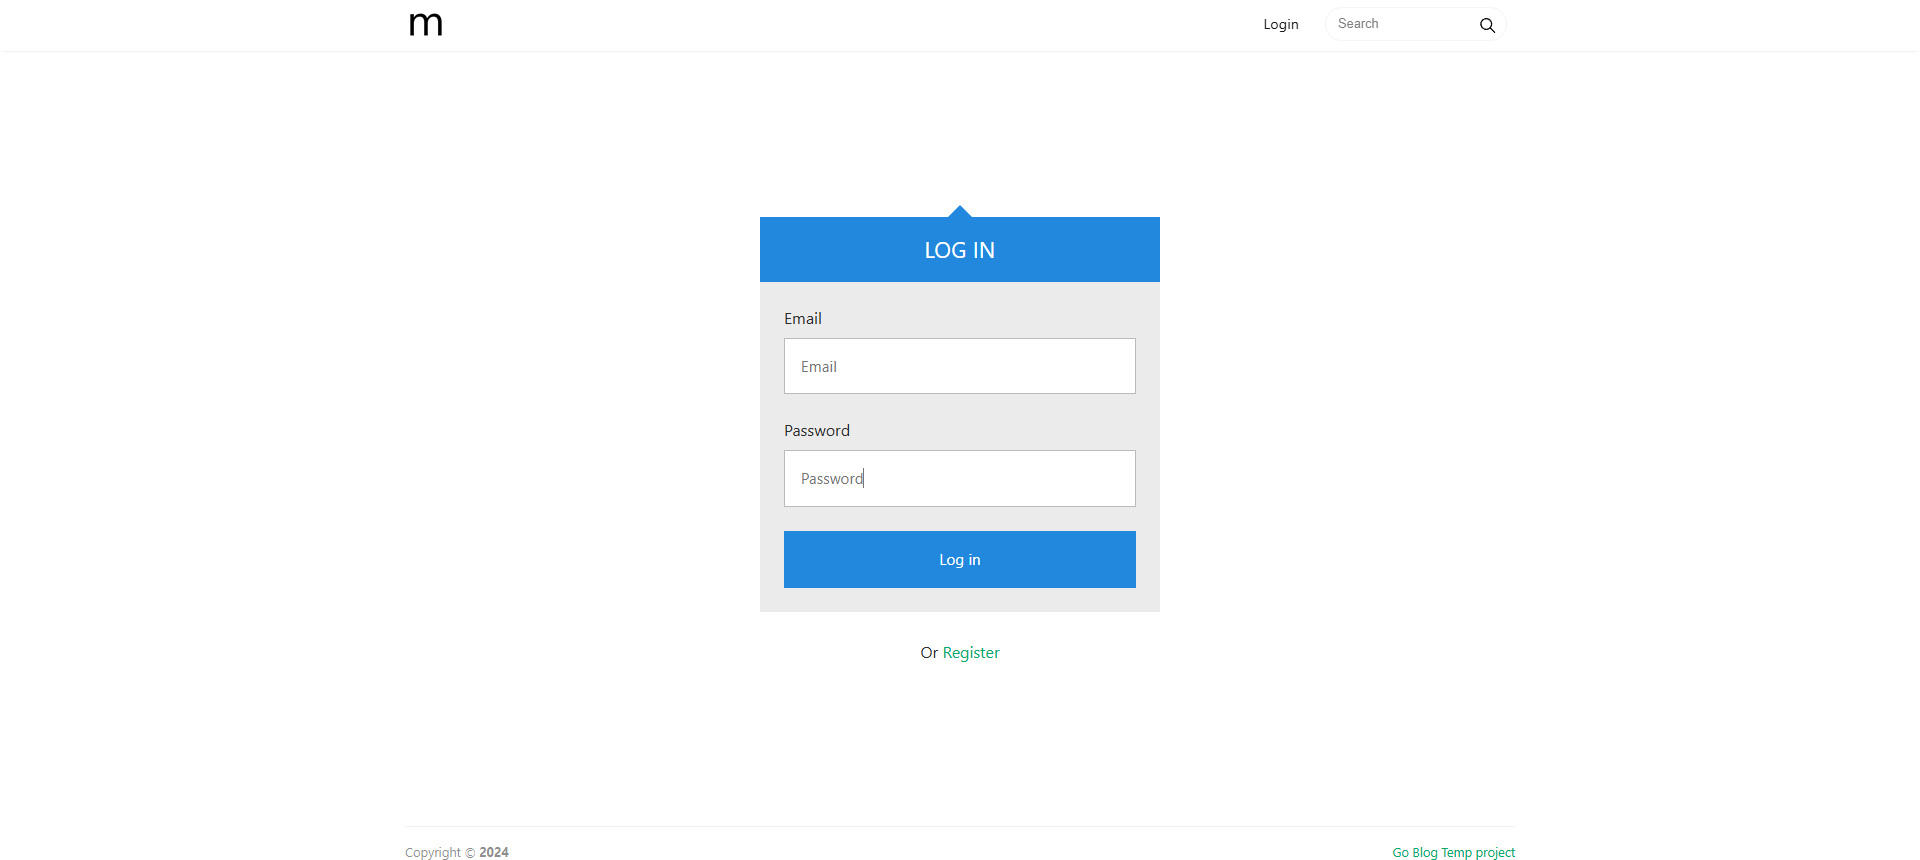 m
Login
Search
LOG IN
Email
Email
Password
Password
Log in
Or Register
Copyright © 2024
Go Blog Temp project